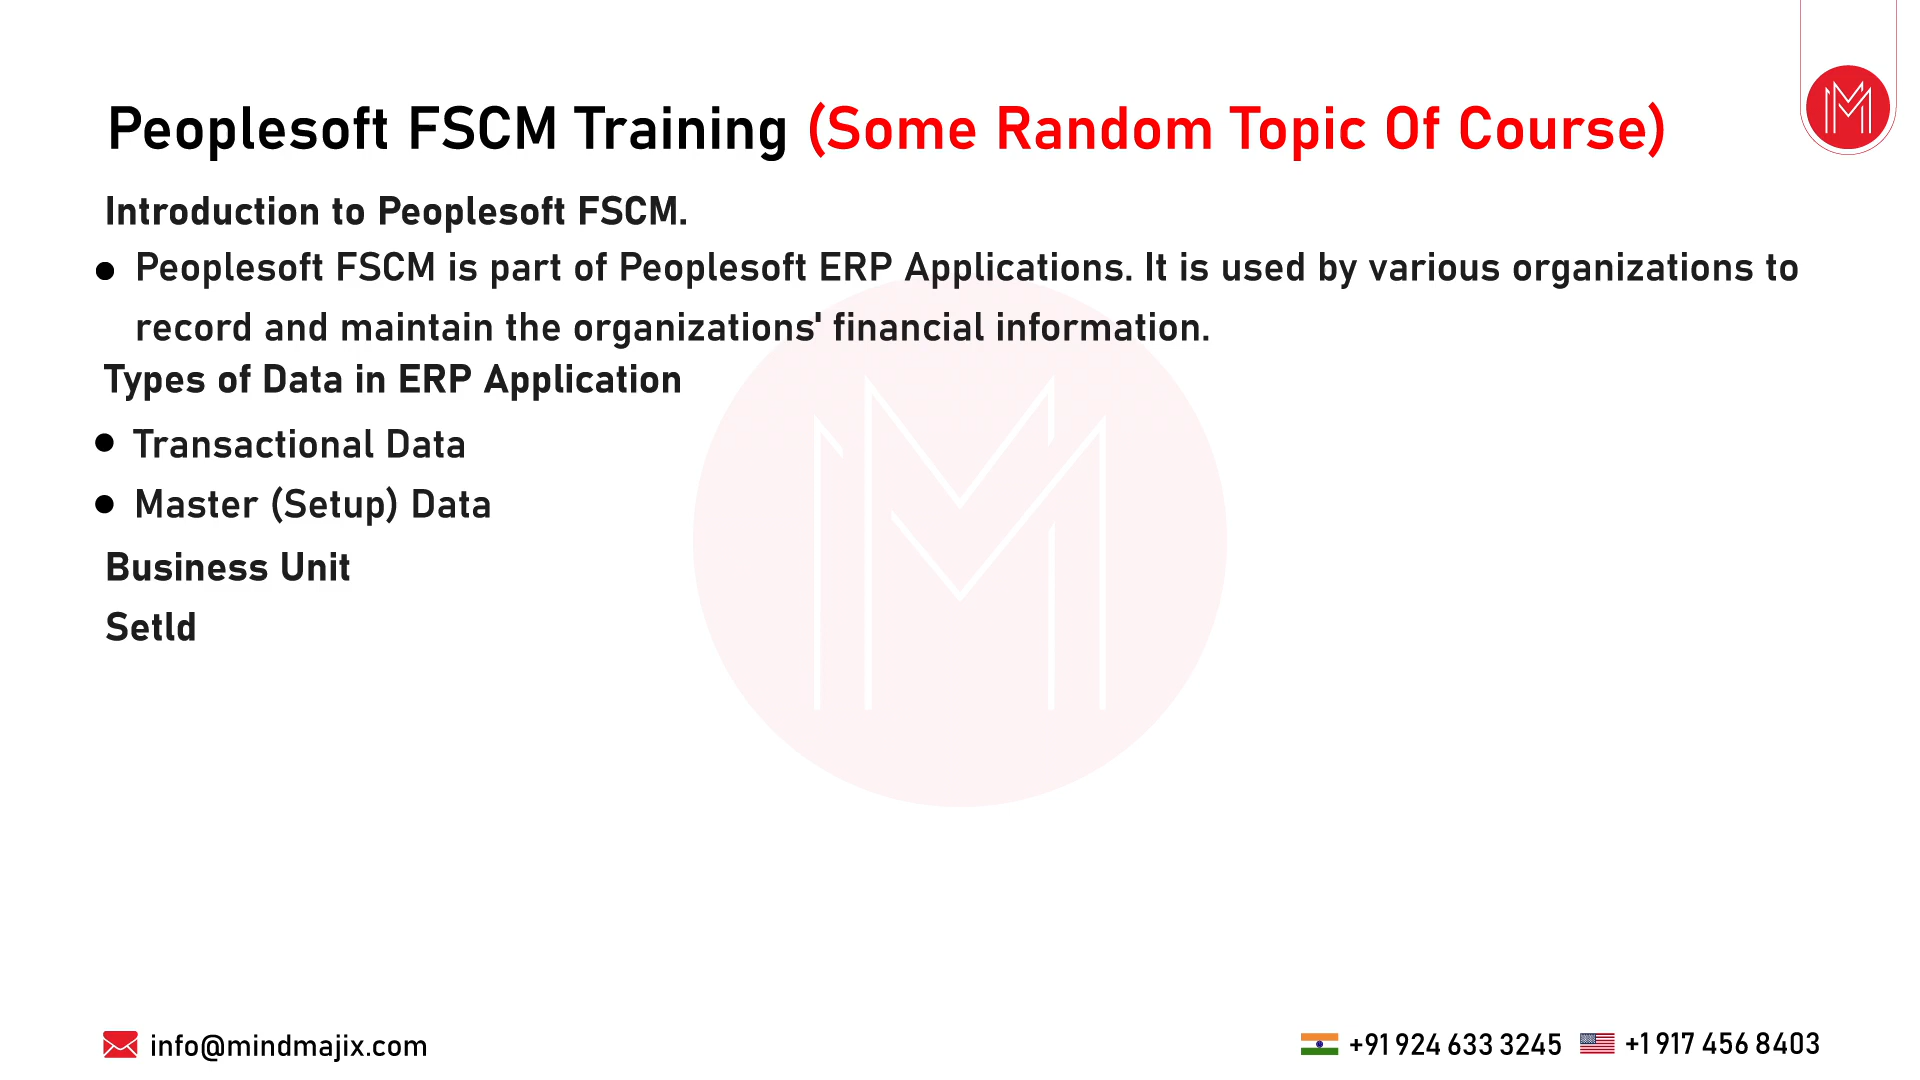 Peoplesoft FSCM Training (Some Random Topic Of Course)
Introduction to Peoplesoft FSCM.
● Peoplesoft FSCM is part of Peoplesoft ERP Applications. It is used by various organizations to
record and maintain the organizations' financial information.
Types of Data in ERP Application
● Transactional Data
● Master (Setup) Data
Business Unit
SetId
info@mindmajix.com
+91 924 633 3245
+1 917 456 8403